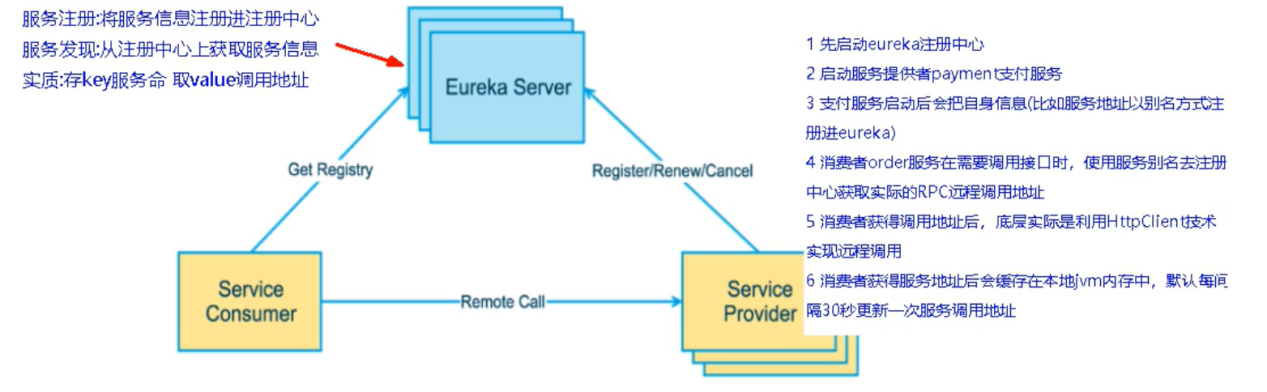 服务注册:将服务信息注册进注册中心
服务发现:从注册中心上获取服务信息
实质:存key服务命 取value调用地址
Eureka Server
Get Registry
Register/Renew/Cancel
Service
Consumer
Remote Call
Service
Provider
1 先启动eureka注册中心
2 启动服务提供者payment支付服务
3 支付服务启动后会把自身信息(比如服务地址以别名方式注
册进eureka)
4 消费者order服务在需要调用接口时，使用服务别名去注册
中心获取实际的RPC远程调用地址
5 消费者获得调用地址后，底层实际是利用HttpClient技术
实现远程调用
6 消费者获得服务地址后会缓存在本地jvm内存中，默认每间
隔30秒更新一次服务调用地址